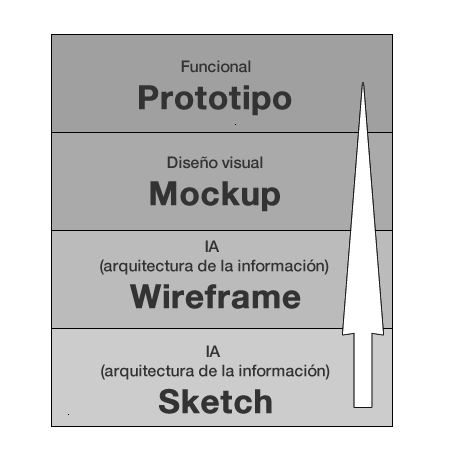 Funcional
Prototipo
Diseño visual
Mockup
IA
(arquitectura de la información)
Wireframe
IA
(arquitectura de la información)
Sketch